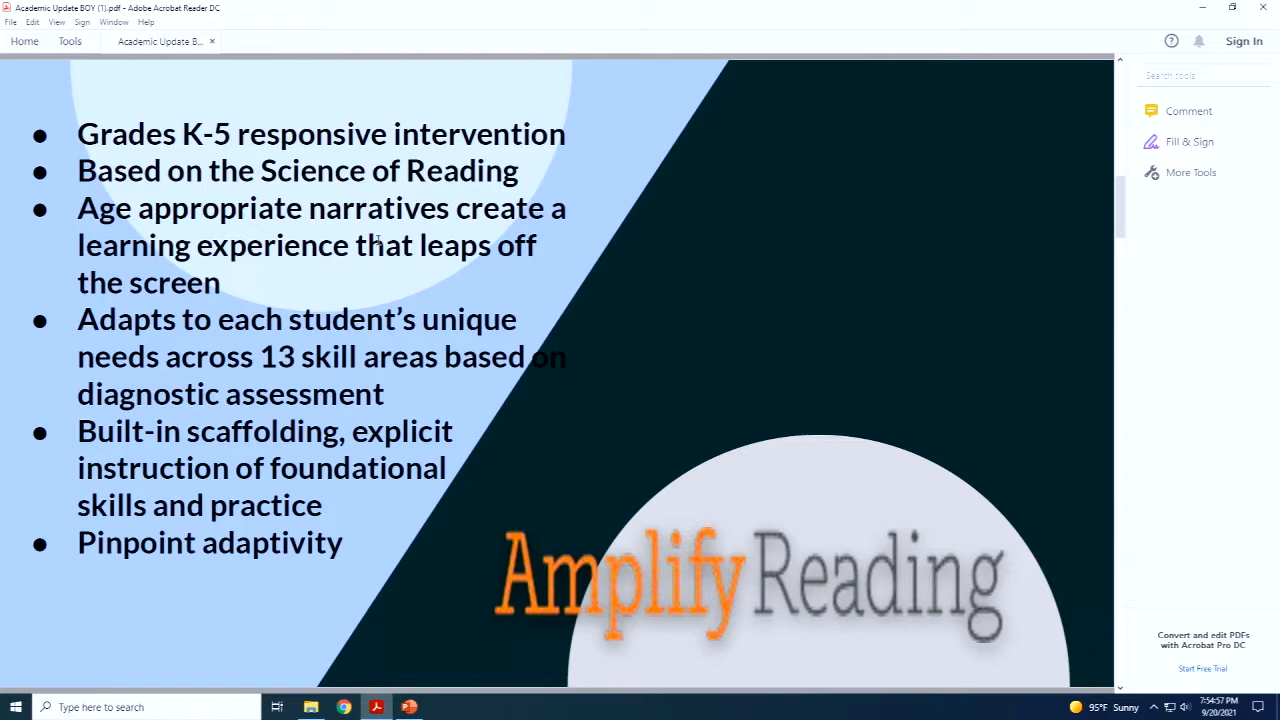 Academic Update BOY (1).pdf - Adobe Acrobat Reader DC
File Edit View Sign Window Help
Home Tools Academic Update B... × Sign In
Search tools
Comment
Fill & Sign
More Tools
● Grades K-5 responsive intervention
● Based on the Science of Reading
● Age appropriate narratives create a
learning experience that leaps off
the screen
● Adapts to each student’s unique
needs across 13 skill areas based on
diagnostic assessment
● Built-in scaffolding, explicit
instruction of foundational
skills and practice
● Pinpoint adaptivity
Amplify Reading
Convert and edit PDFs
with Acrobat Pro DC
Start Free Trial
Type here to search
95°F Sunny
7:54:57 PM
9/20/2021